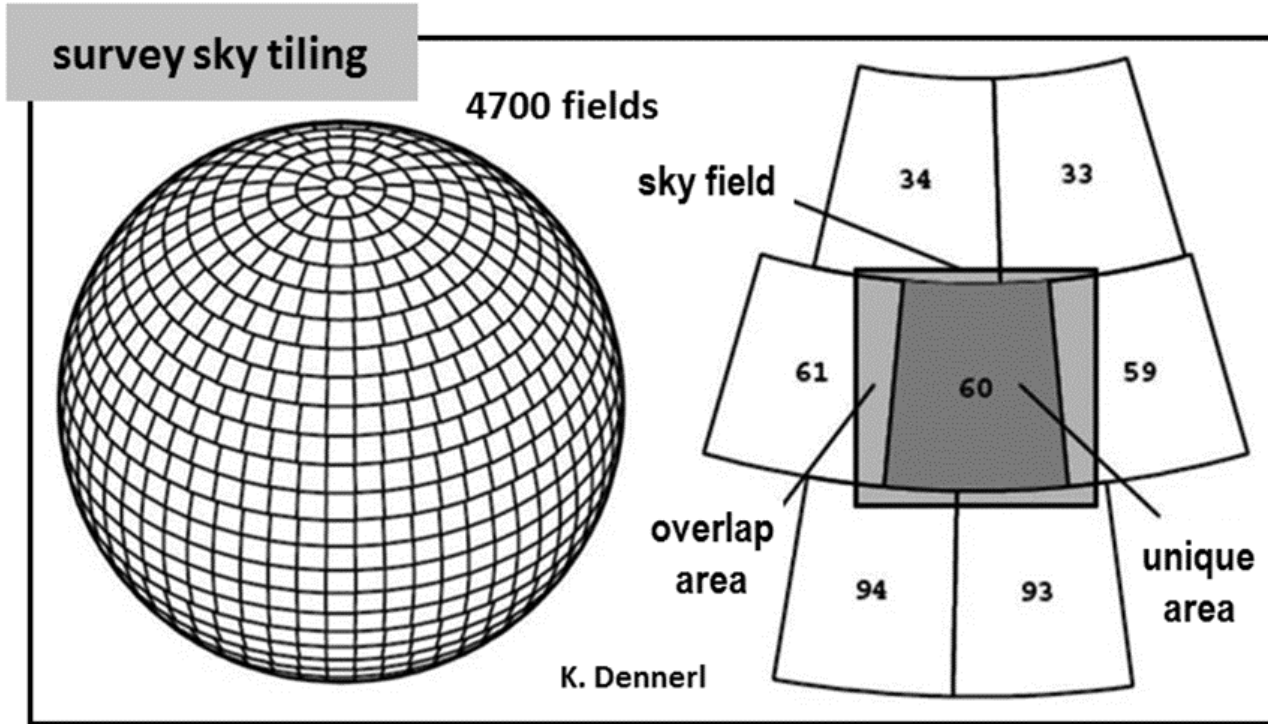 survey sky tiling
4700 fields
sky field
34
33
61
60
59
overlap
area
unique
area
94
93
K. Dennerl